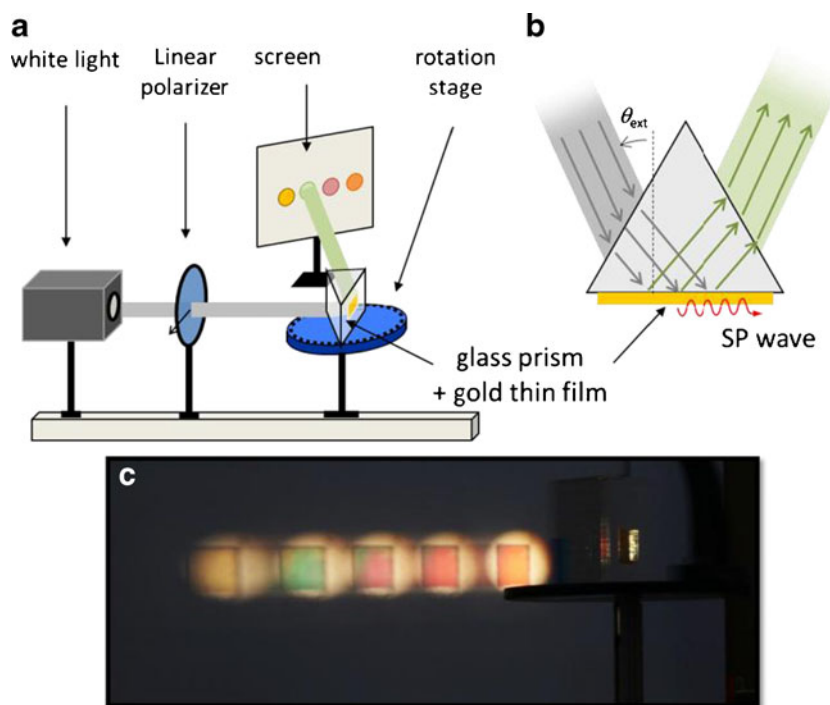 a
white light
Linear
polarizer
screen
rotation
stage
glass prism
+ gold thin film
b
θext
SP wave
c